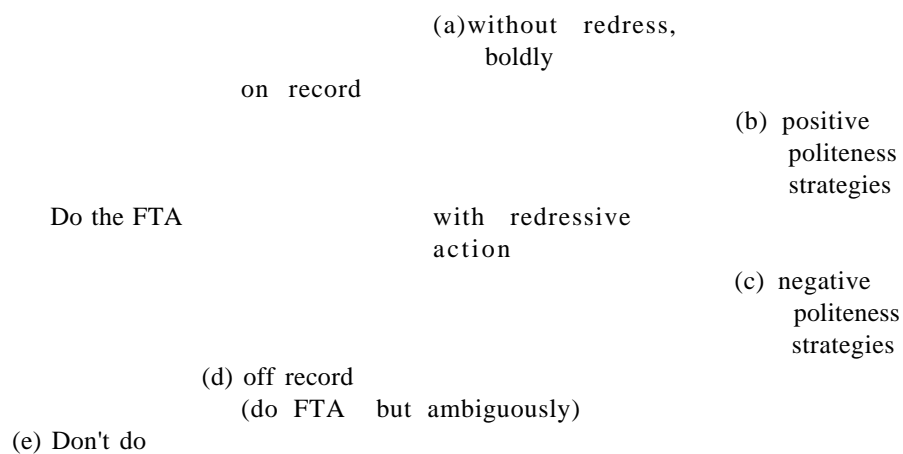 (a)without redress,
boldly
on record
(b) positive
politeness
strategies
Do the FTA with redressive
action
(c) negative
politeness
strategies
(d) off record
(do FTA but ambiguously)
(e) Don't do